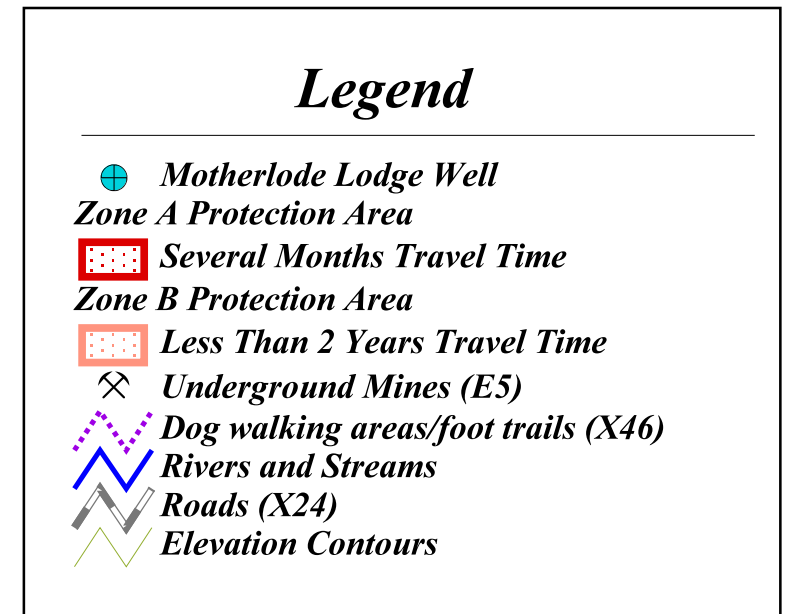 Legend
Motherlode Lodge Well
Zone A Protection Area
Several Months Travel Time
Zone B Protection Area
Less Than 2 Years Travel Time
Underground Mines (E5)
Dog walking areas/foot trails (X46)
Rivers and Streams
Roads (X24)
Elevation Contours